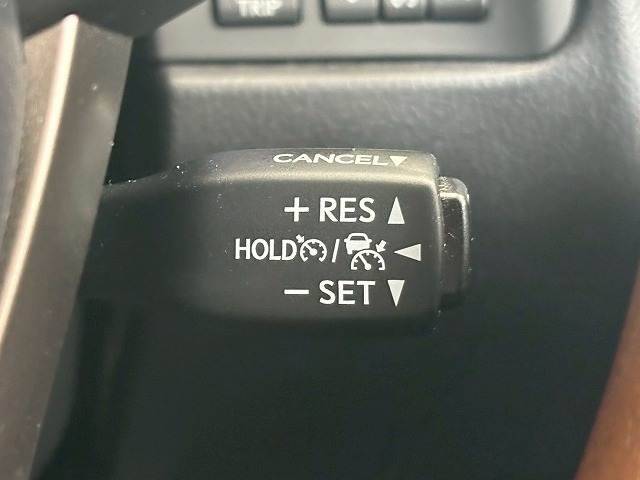 TRIP
CANCEL▼
+ RES ▲
HOLD / ◀
− SET ▼